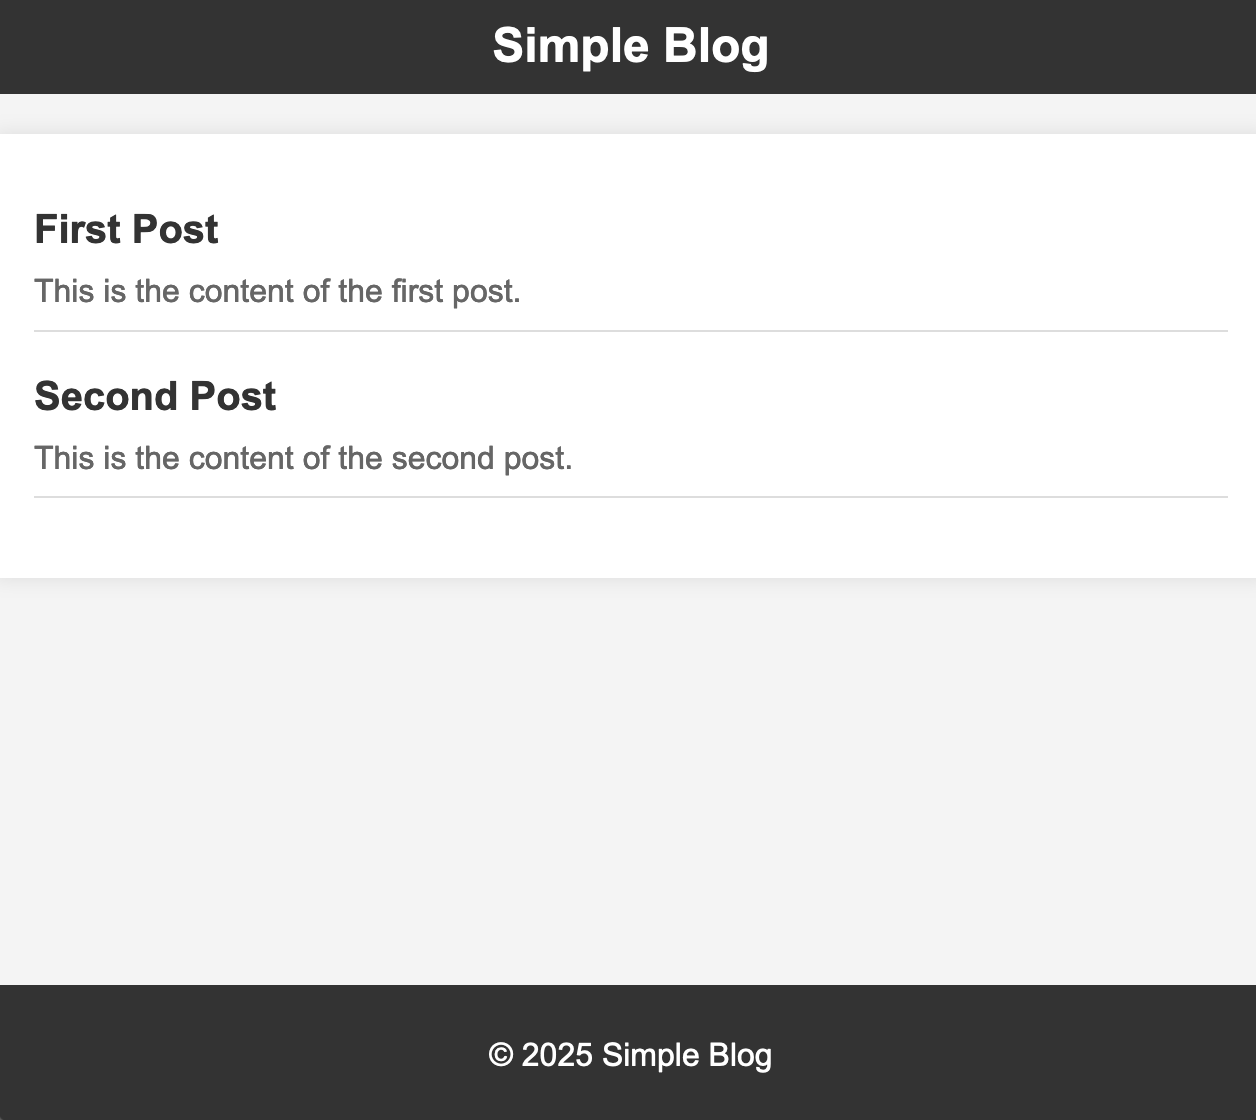 Simple Blog
First Post
This is the content of the first post.
Second Post
This is the content of the second post.
© 2025 Simple Blog